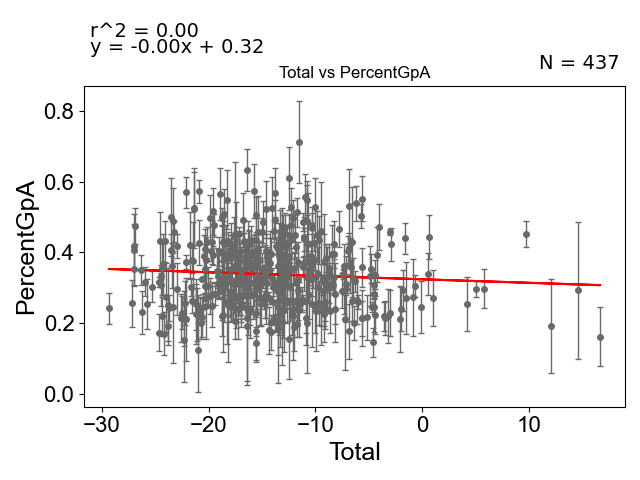 r^2 = 0.00
y = -0.00x + 0.32
N = 437
Total vs PercentGpA
0.8
0.6
0.4
0.2
0.0
PercentGpA
−30
−20
−10
0
10
Total